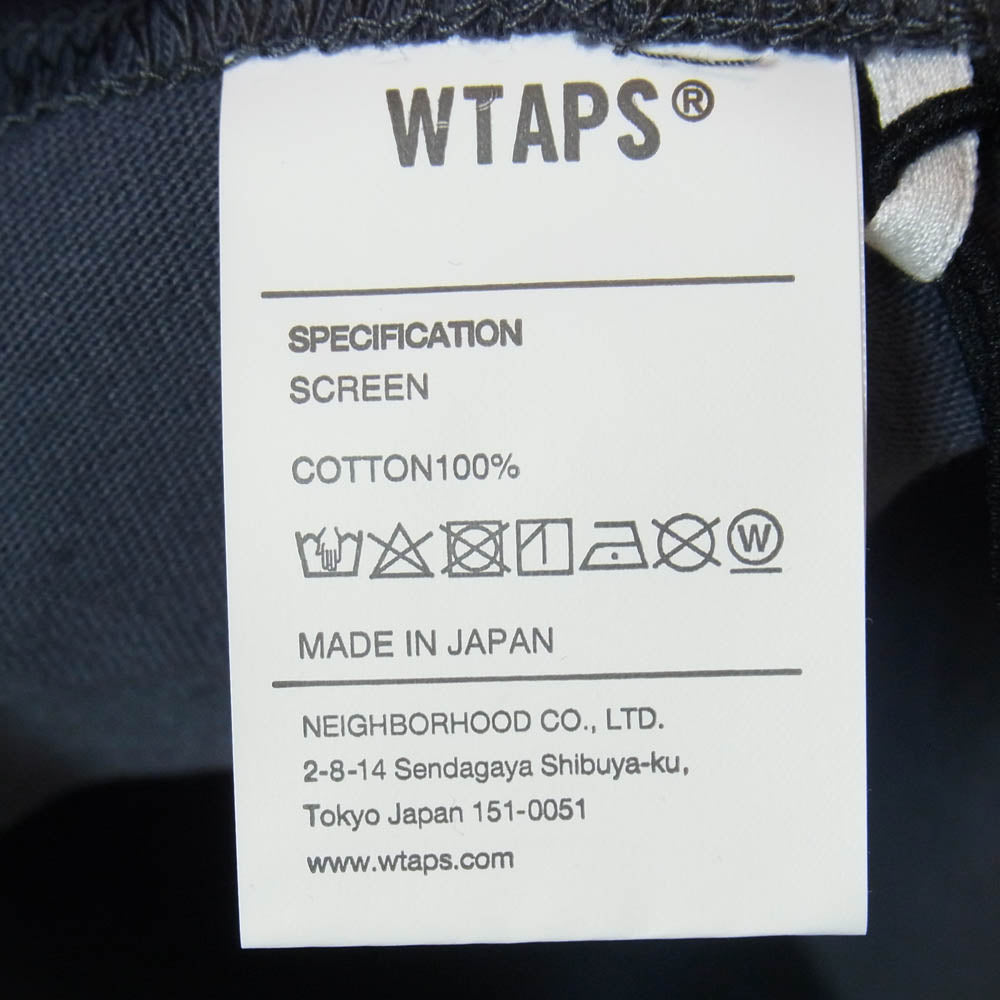 WTAPS®
SPECIFICATION
SCREEN
COTTON100%
W
MADE IN JAPAN
NEIGHBORHOOD CO., LTD.
2-8-14 Sendagaya Shibuya-ku,
Tokyo Japan 151-0051
www.wtaps.com